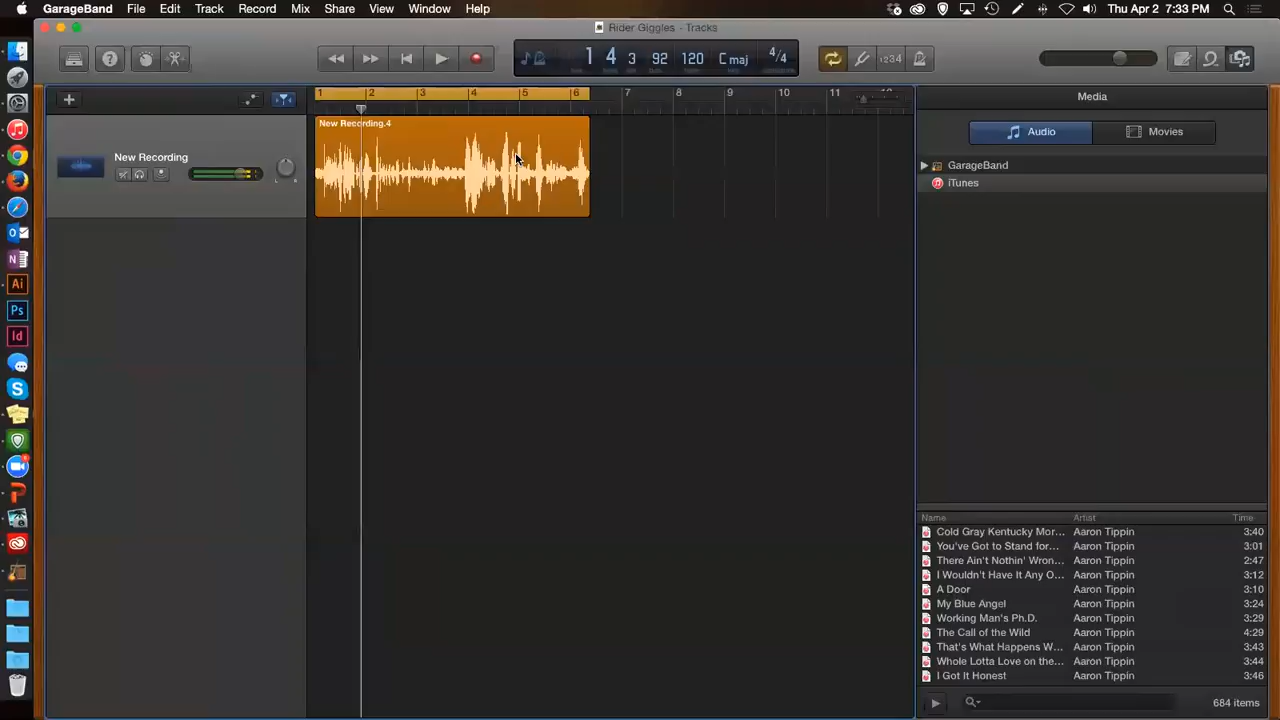 GarageBand File Edit Track Record Mix Share View Window Help
Thu Apr 2 7:33 PM
Rider Giggles - Tracks
1 4 3 92 120 C maj 4/4
1234
1 2 3 4 5 6 7 8 9 10 11
Media
New Recording.4
Audio Movies
New Recording
GarageBand
iTunes
Ai
Ps
Id
Name Artist Time
Cold Gray Kentucky Mor... Aaron Tippin 3:40
You've Got to Stand for... Aaron Tippin 3:01
There Ain't Nothin' Wron... Aaron Tippin 2:47
I Wouldn't Have It Any O... Aaron Tippin 3:12
A Door Aaron Tippin 3:10
My Blue Angel Aaron Tippin 3:24
Working Man's Ph.D. Aaron Tippin 3:29
The Call of the Wild Aaron Tippin 4:29
That's What Happens W... Aaron Tippin 3:43
Whole Lotta Love on the... Aaron Tippin 3:44
I Got It Honest Aaron Tippin 3:46
684 items